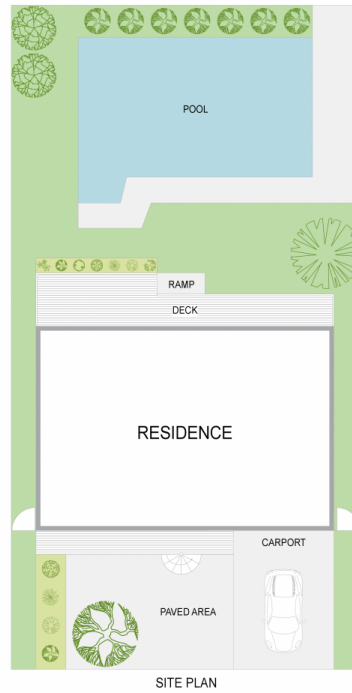 POOL
RAMP
DECK
RESIDENCE
CARPORT
PAVED AREA
SITE PLAN